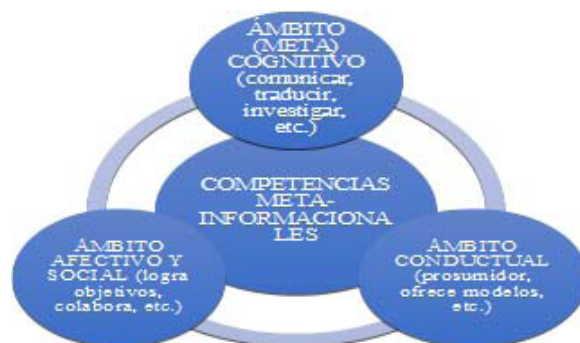 ÁMBITO
(META)
COGNITIVO
(comunicar,
traducir,
investigar,
etc.)
COMPETENCIAS
META-
INFORMACIONA
LES
ÁMBITO
AFECTIVO Y
SOCIAL (logra
objetivos,
colabora, etc.)
ÁMBITO
CONDUCTUAL
(prosumidor,
ofrece modelos,
etc.)